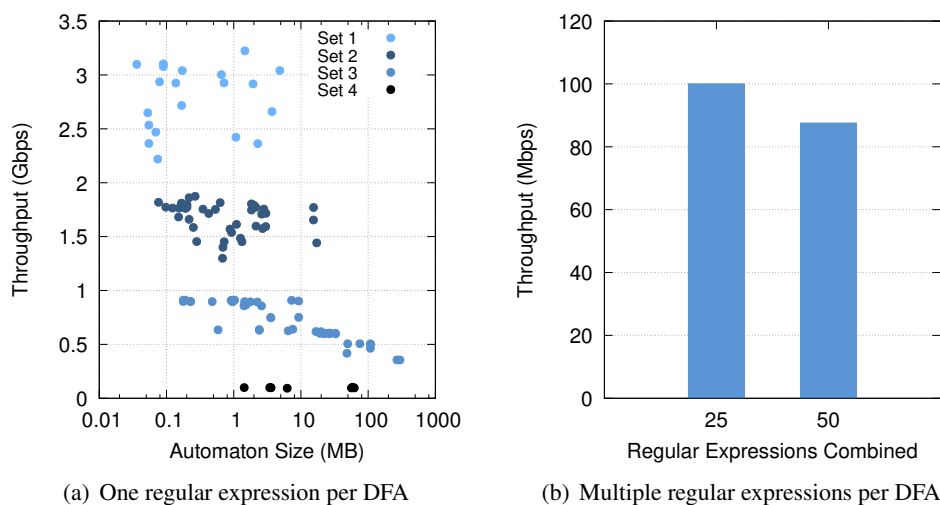 3.5
3
2.5
2
1.5
1
0.5
0
Throughput (Gbps)
Set 1
Set 2
Set 3
Set 4
0.01 0.1 1 10 100 1000
Automaton Size (MB)
(a) One regular expression per DFA
120
100
80
60
40
20
0
Throughput (Mbps)
25 50
Regular Expressions Combined
(b) Multiple regular expressions per DFA